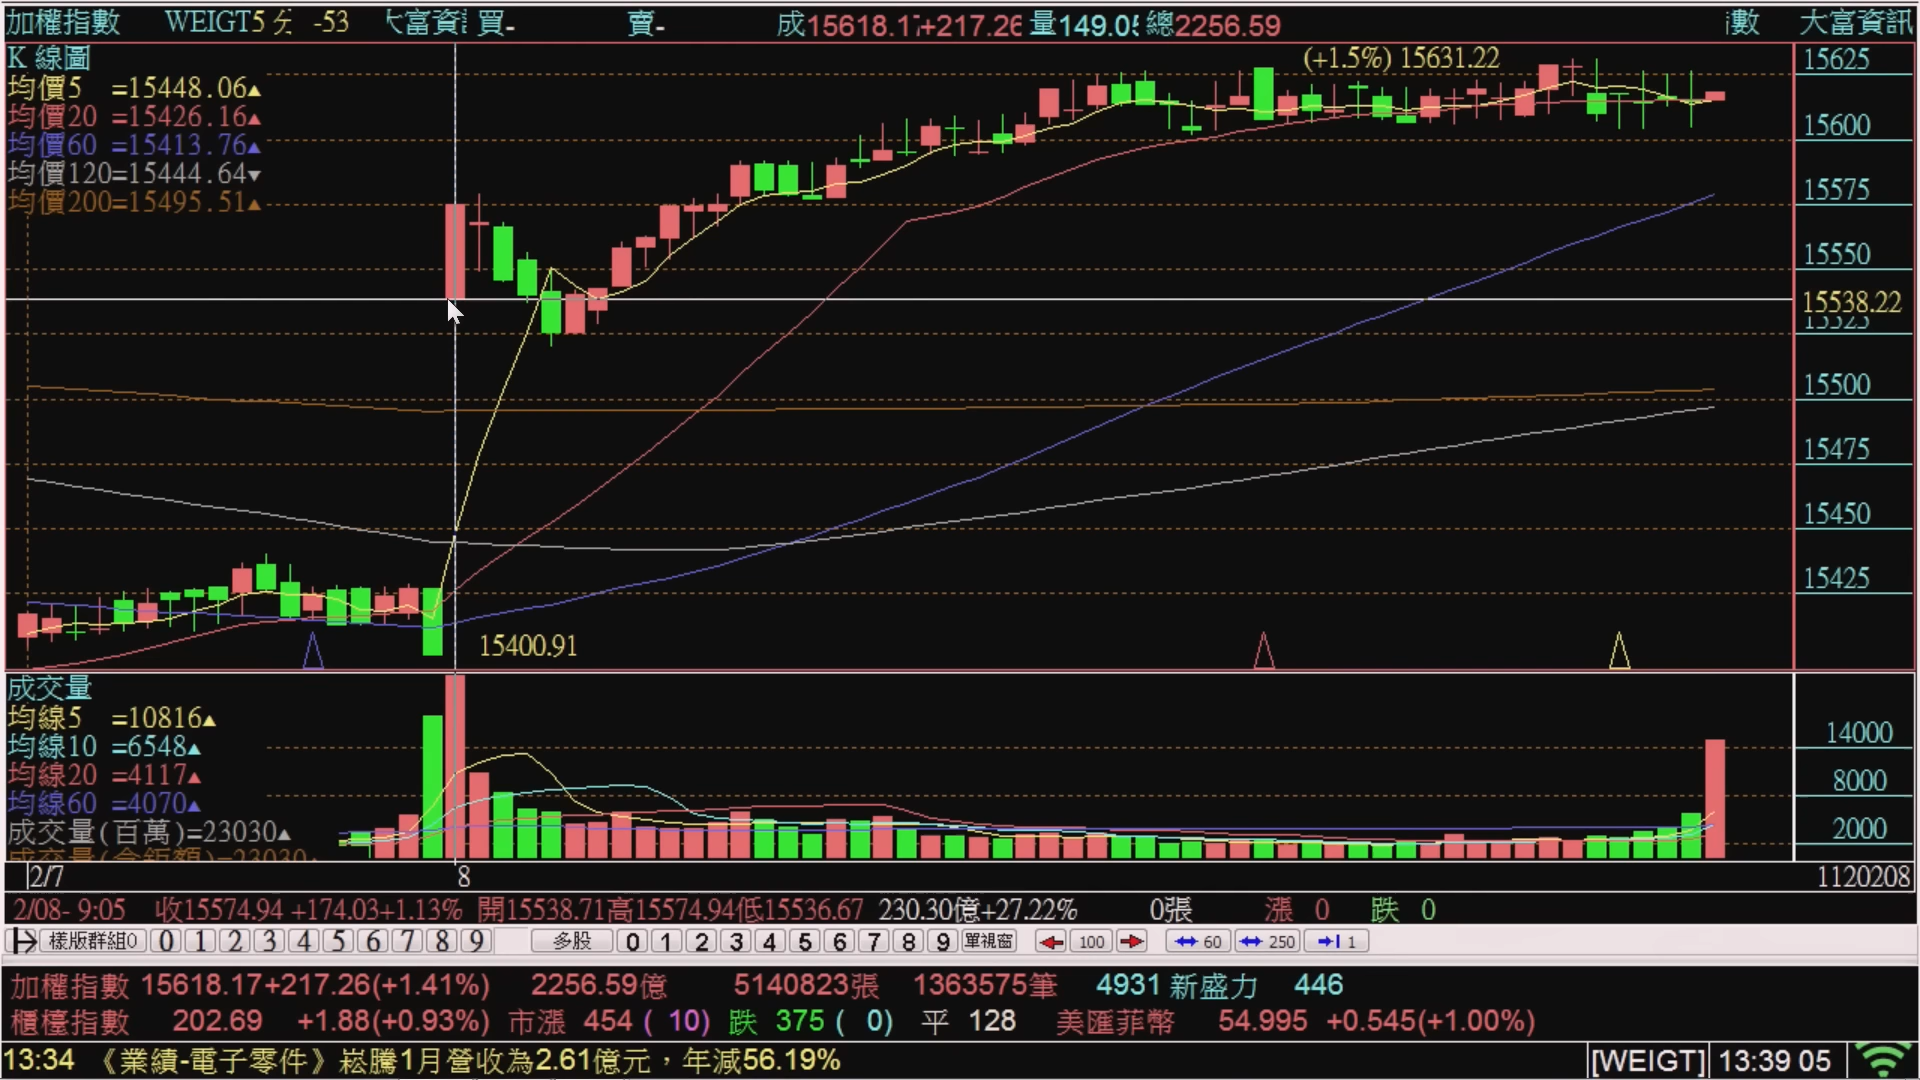 加權指數 WEIGT5 分 -53 大富資訊 買- 賣- 成15618.17+217.26 量149.05 總2256.59 數 大富資訊
K 線圖
(+1.5%) 15631.22
均價5 =15448.06▲
均價20 =15426.16▲
均價60 =15413.76▲
均價120=15444.64▼
均價200=15495.51▲
15625
15600
15575
15550
15538.22
15525
15500
15475
15450
15425
15400.91
成交量
均線5 =10816▲
均線10 =6548▲
均線20 =4117▲
均線60 =4070▲
成交量(百萬)=23030▲
14000
8000
2000
2/7 8 1120208
2/08- 9:05 收15574.94 +174.03+1.13% 開15538.71高15574.94低15536.67 230.30億+27.22% 0張 漲 0 跌 0
樣版群組0 0 1 2 3 4 5 6 7 8 9 多股 0 1 2 3 4 5 6 7 8 9 單視窗 100 60 250 1
加權指數 15618.17+217.26(+1.41%) 2256.59億 5140823張 1363575筆 4931 新盛力 446
櫃檯指數 202.69 +1.88(+0.93%) 市漲 454 ( 10) 跌 375 ( 0) 平 128 美匯菲幣 54.995 +0.545(+1.00%)
13:34 《業績-電子零件》崧騰1月營收為2.61億元，年減56.19% [WEIGT] 13:39 05